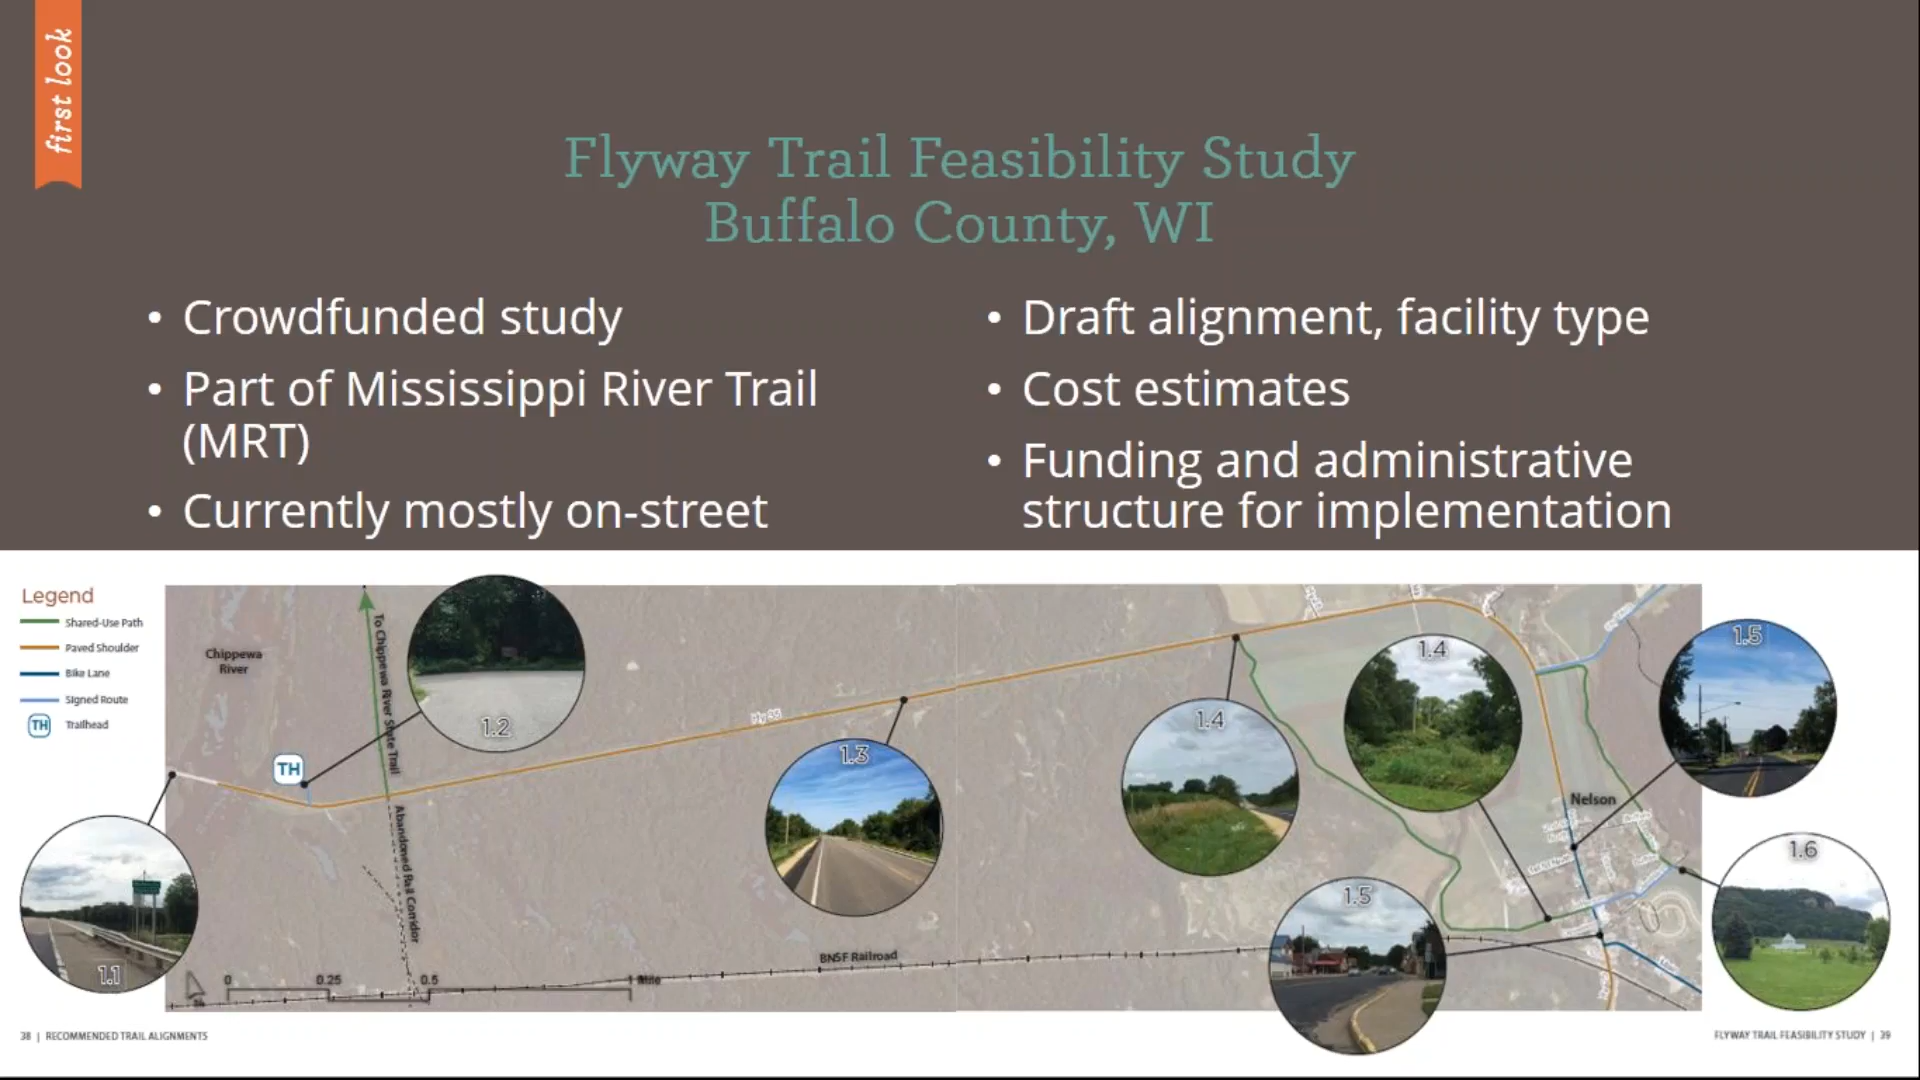 first look
Flyway Trail Feasibility Study
Buffalo County, WI
• Crowdfunded study
• Part of Mississippi River Trail
(MRT)
• Currently mostly on-street
• Draft alignment, facility type
• Cost estimates
• Funding and administrative
structure for implementation
Legend
Shared-Use Path
Paved Shoulder
Bike Lane
Signed Route
TH Trailhead
Chippewa
River
To Chippewa River State Trail
1.2
TH
Hy 35
1.3
1.4
1.4
1.5
Nelson
Abandoned Rail Corridor
1.1
1.5
1.6
BNSF Railroad
0 0.25 0.5 1 Mile
38 | RECOMMENDED TRAIL ALIGNMENTS
FLYWAY TRAIL FEASIBILITY STUDY | 39